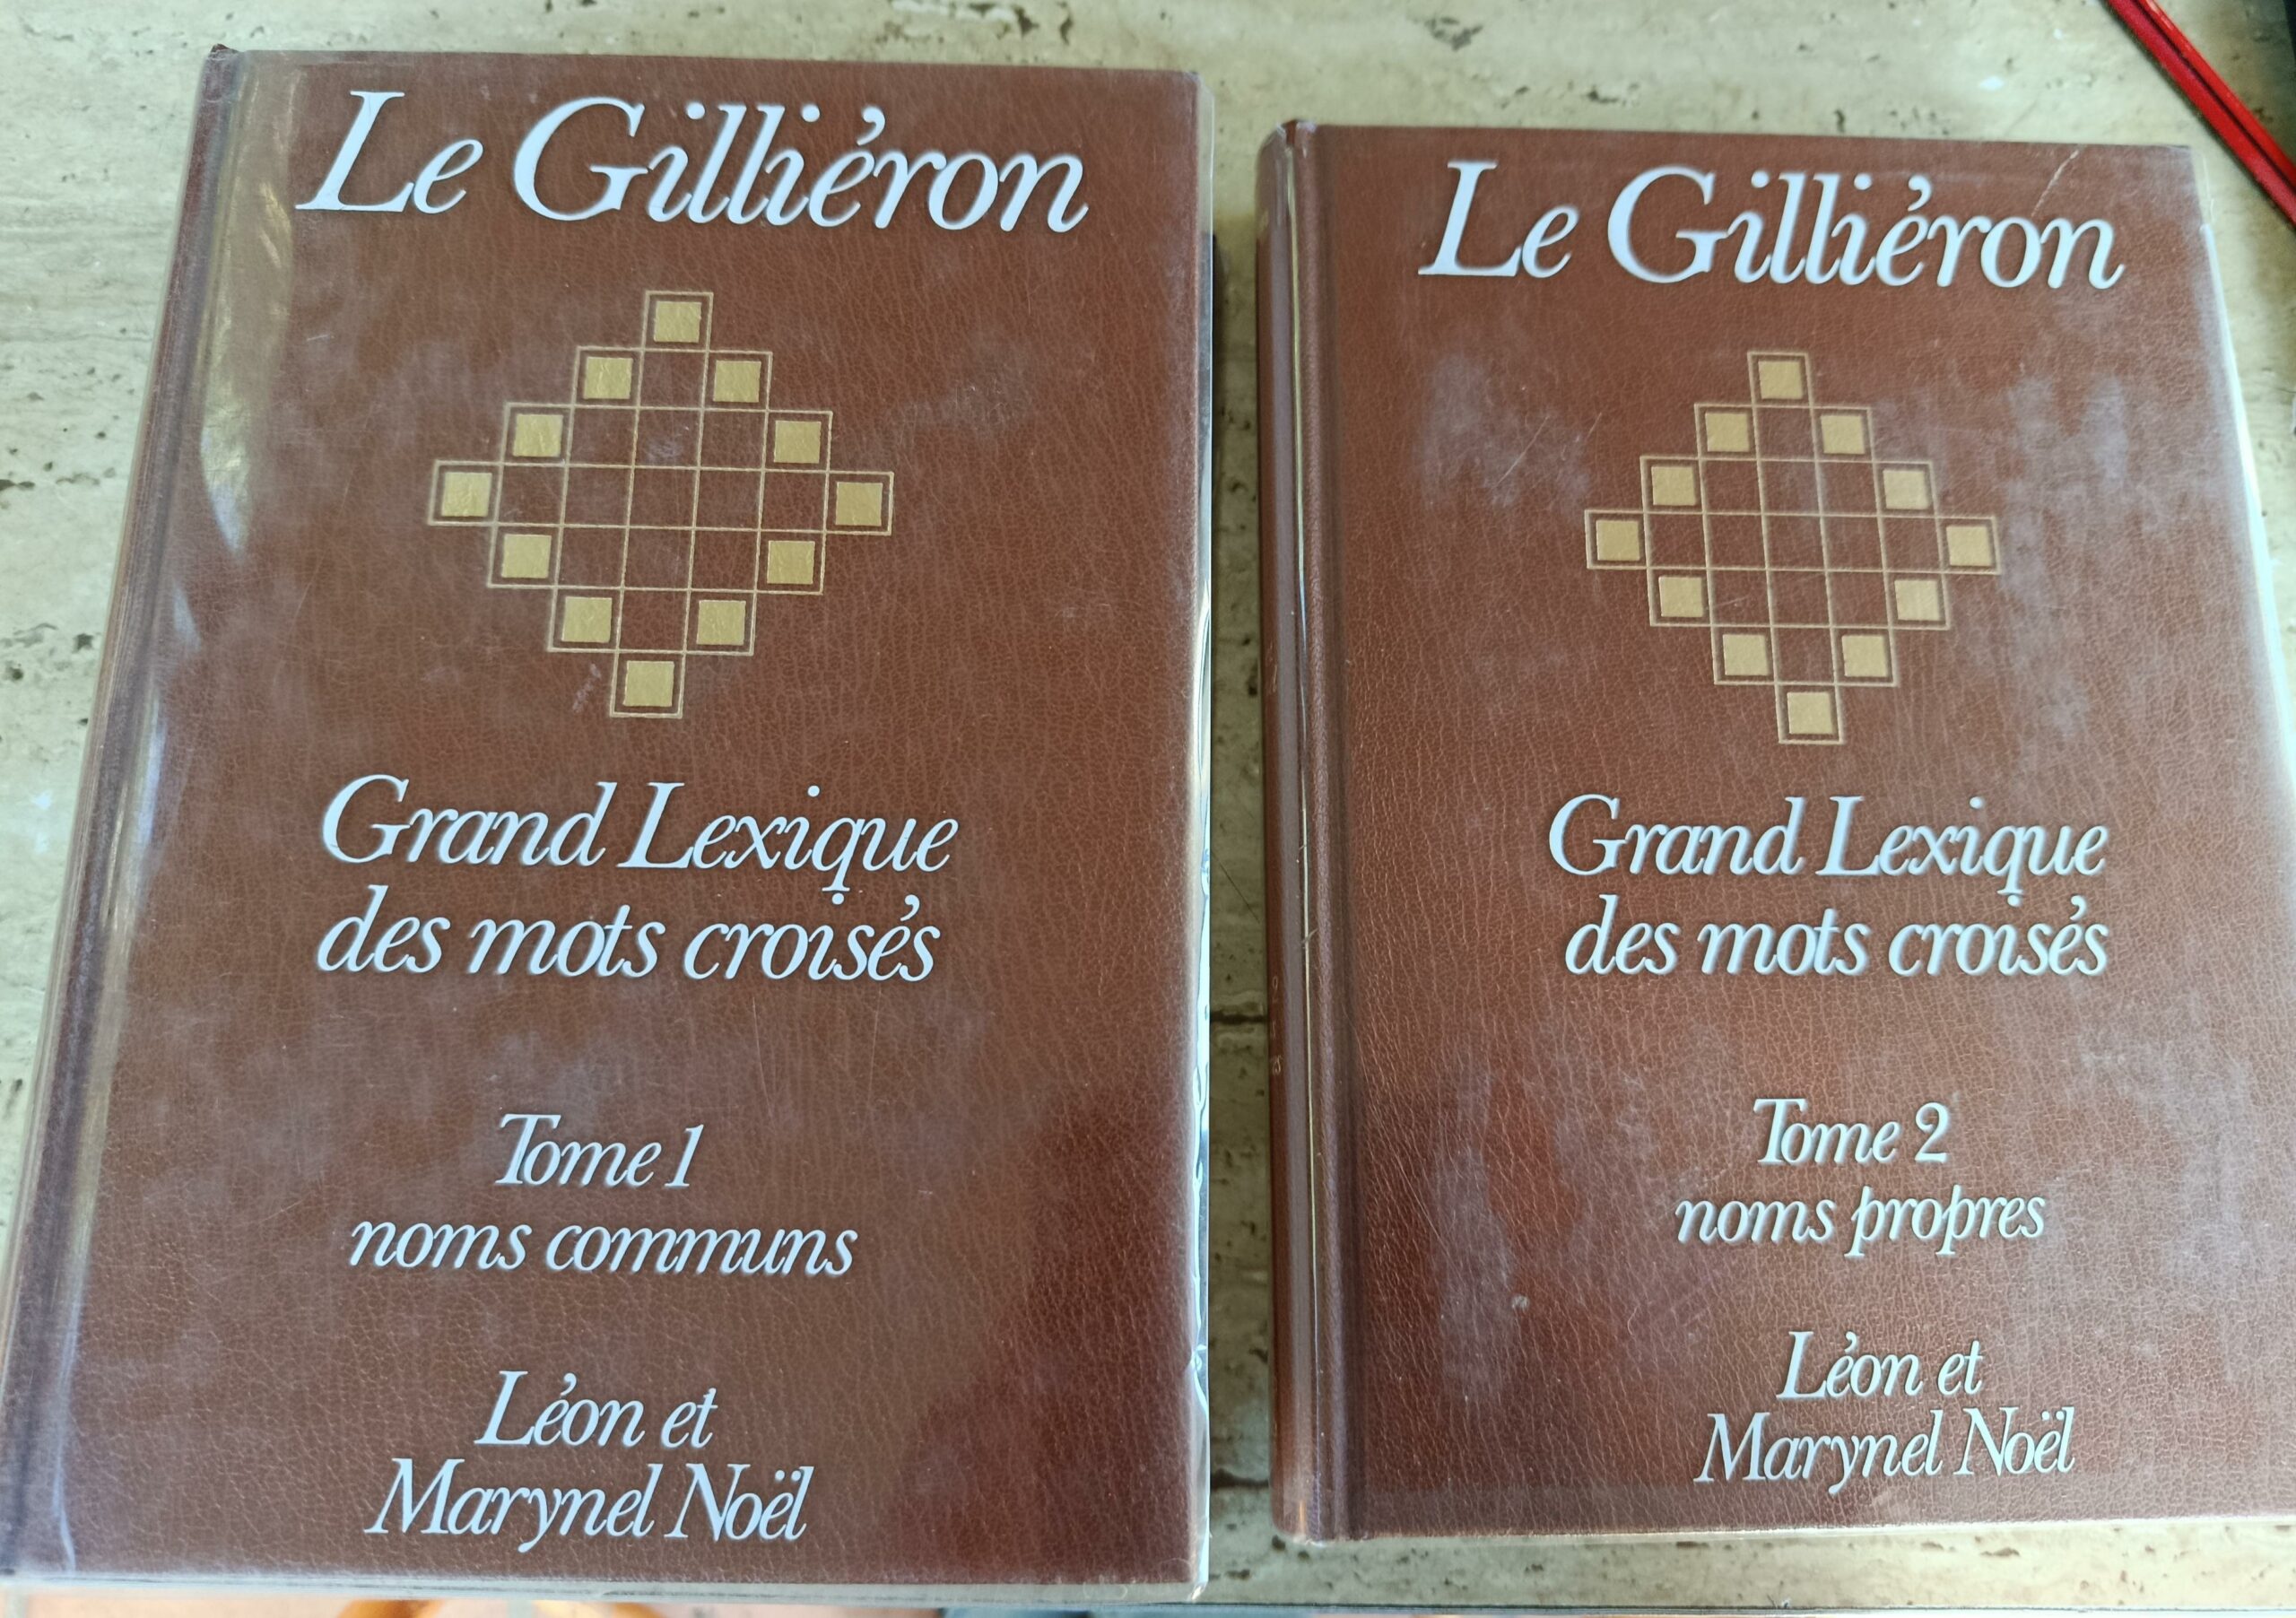 Le Gilliéron
Grand Lexique
des mots croisés
Tome 1
noms communs
Léon et
Marynel Noël
Le Gilliéron
Grand Lexique
des mots croisés
Tome 2
noms propres
Léon et
Marynel Noël